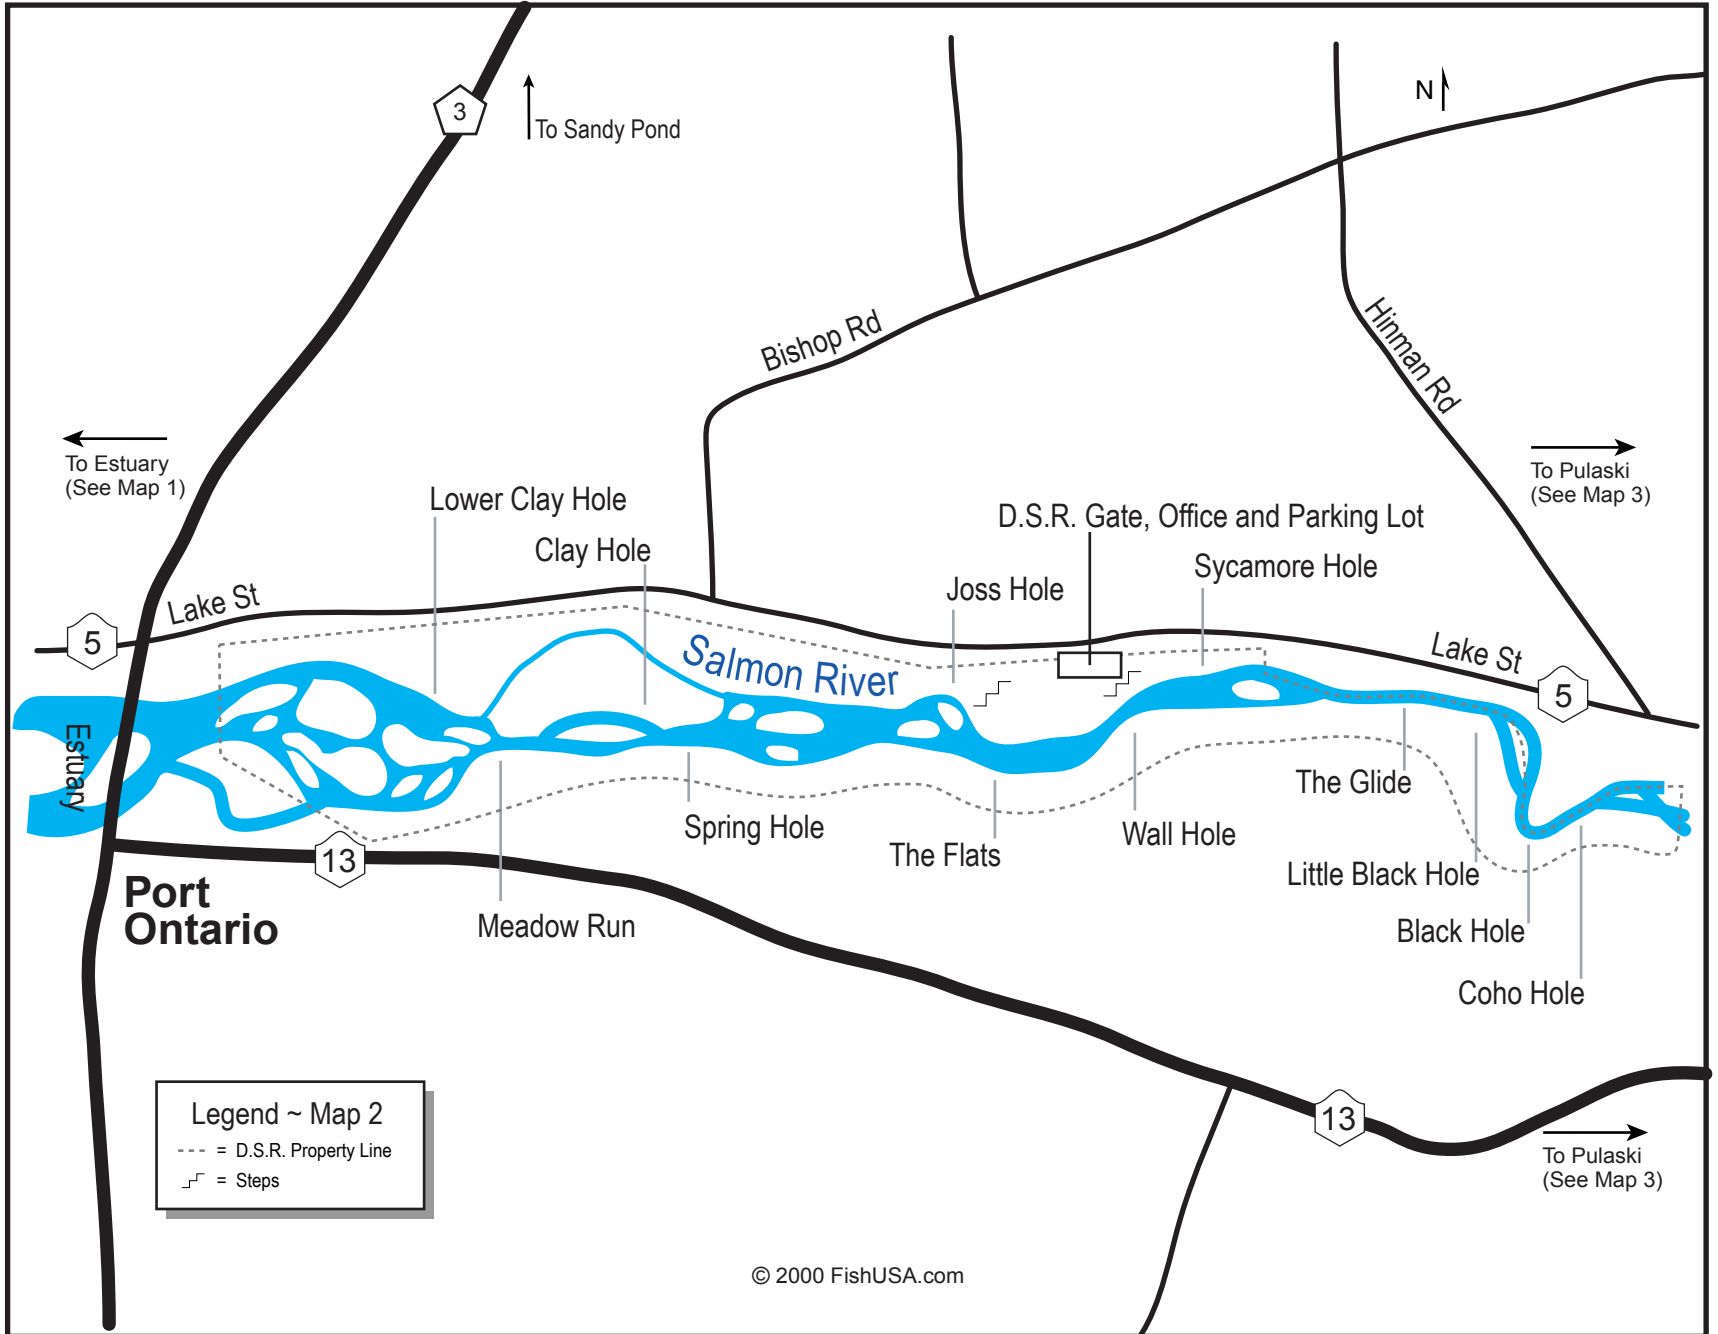 3
To Sandy Pond
N
Bishop Rd
Hinman Rd
To Estuary
(See Map 1)
To Pulaski
(See Map 3)
Lower Clay Hole
Clay Hole
D.S.R. Gate, Office and Parking Lot
Sycamore Hole
Joss Hole
Lake St
5
Salmon River
Lake St
5
Estuary
The Glide
Spring Hole
The Flats
Wall Hole
13
Little Black Hole
Port
Ontario
Meadow Run
Black Hole
Coho Hole
Legend ~ Map 2
= D.S.R. Property Line
= Steps
13
To Pulaski
(See Map 3)
© 2000 FishUSA.com